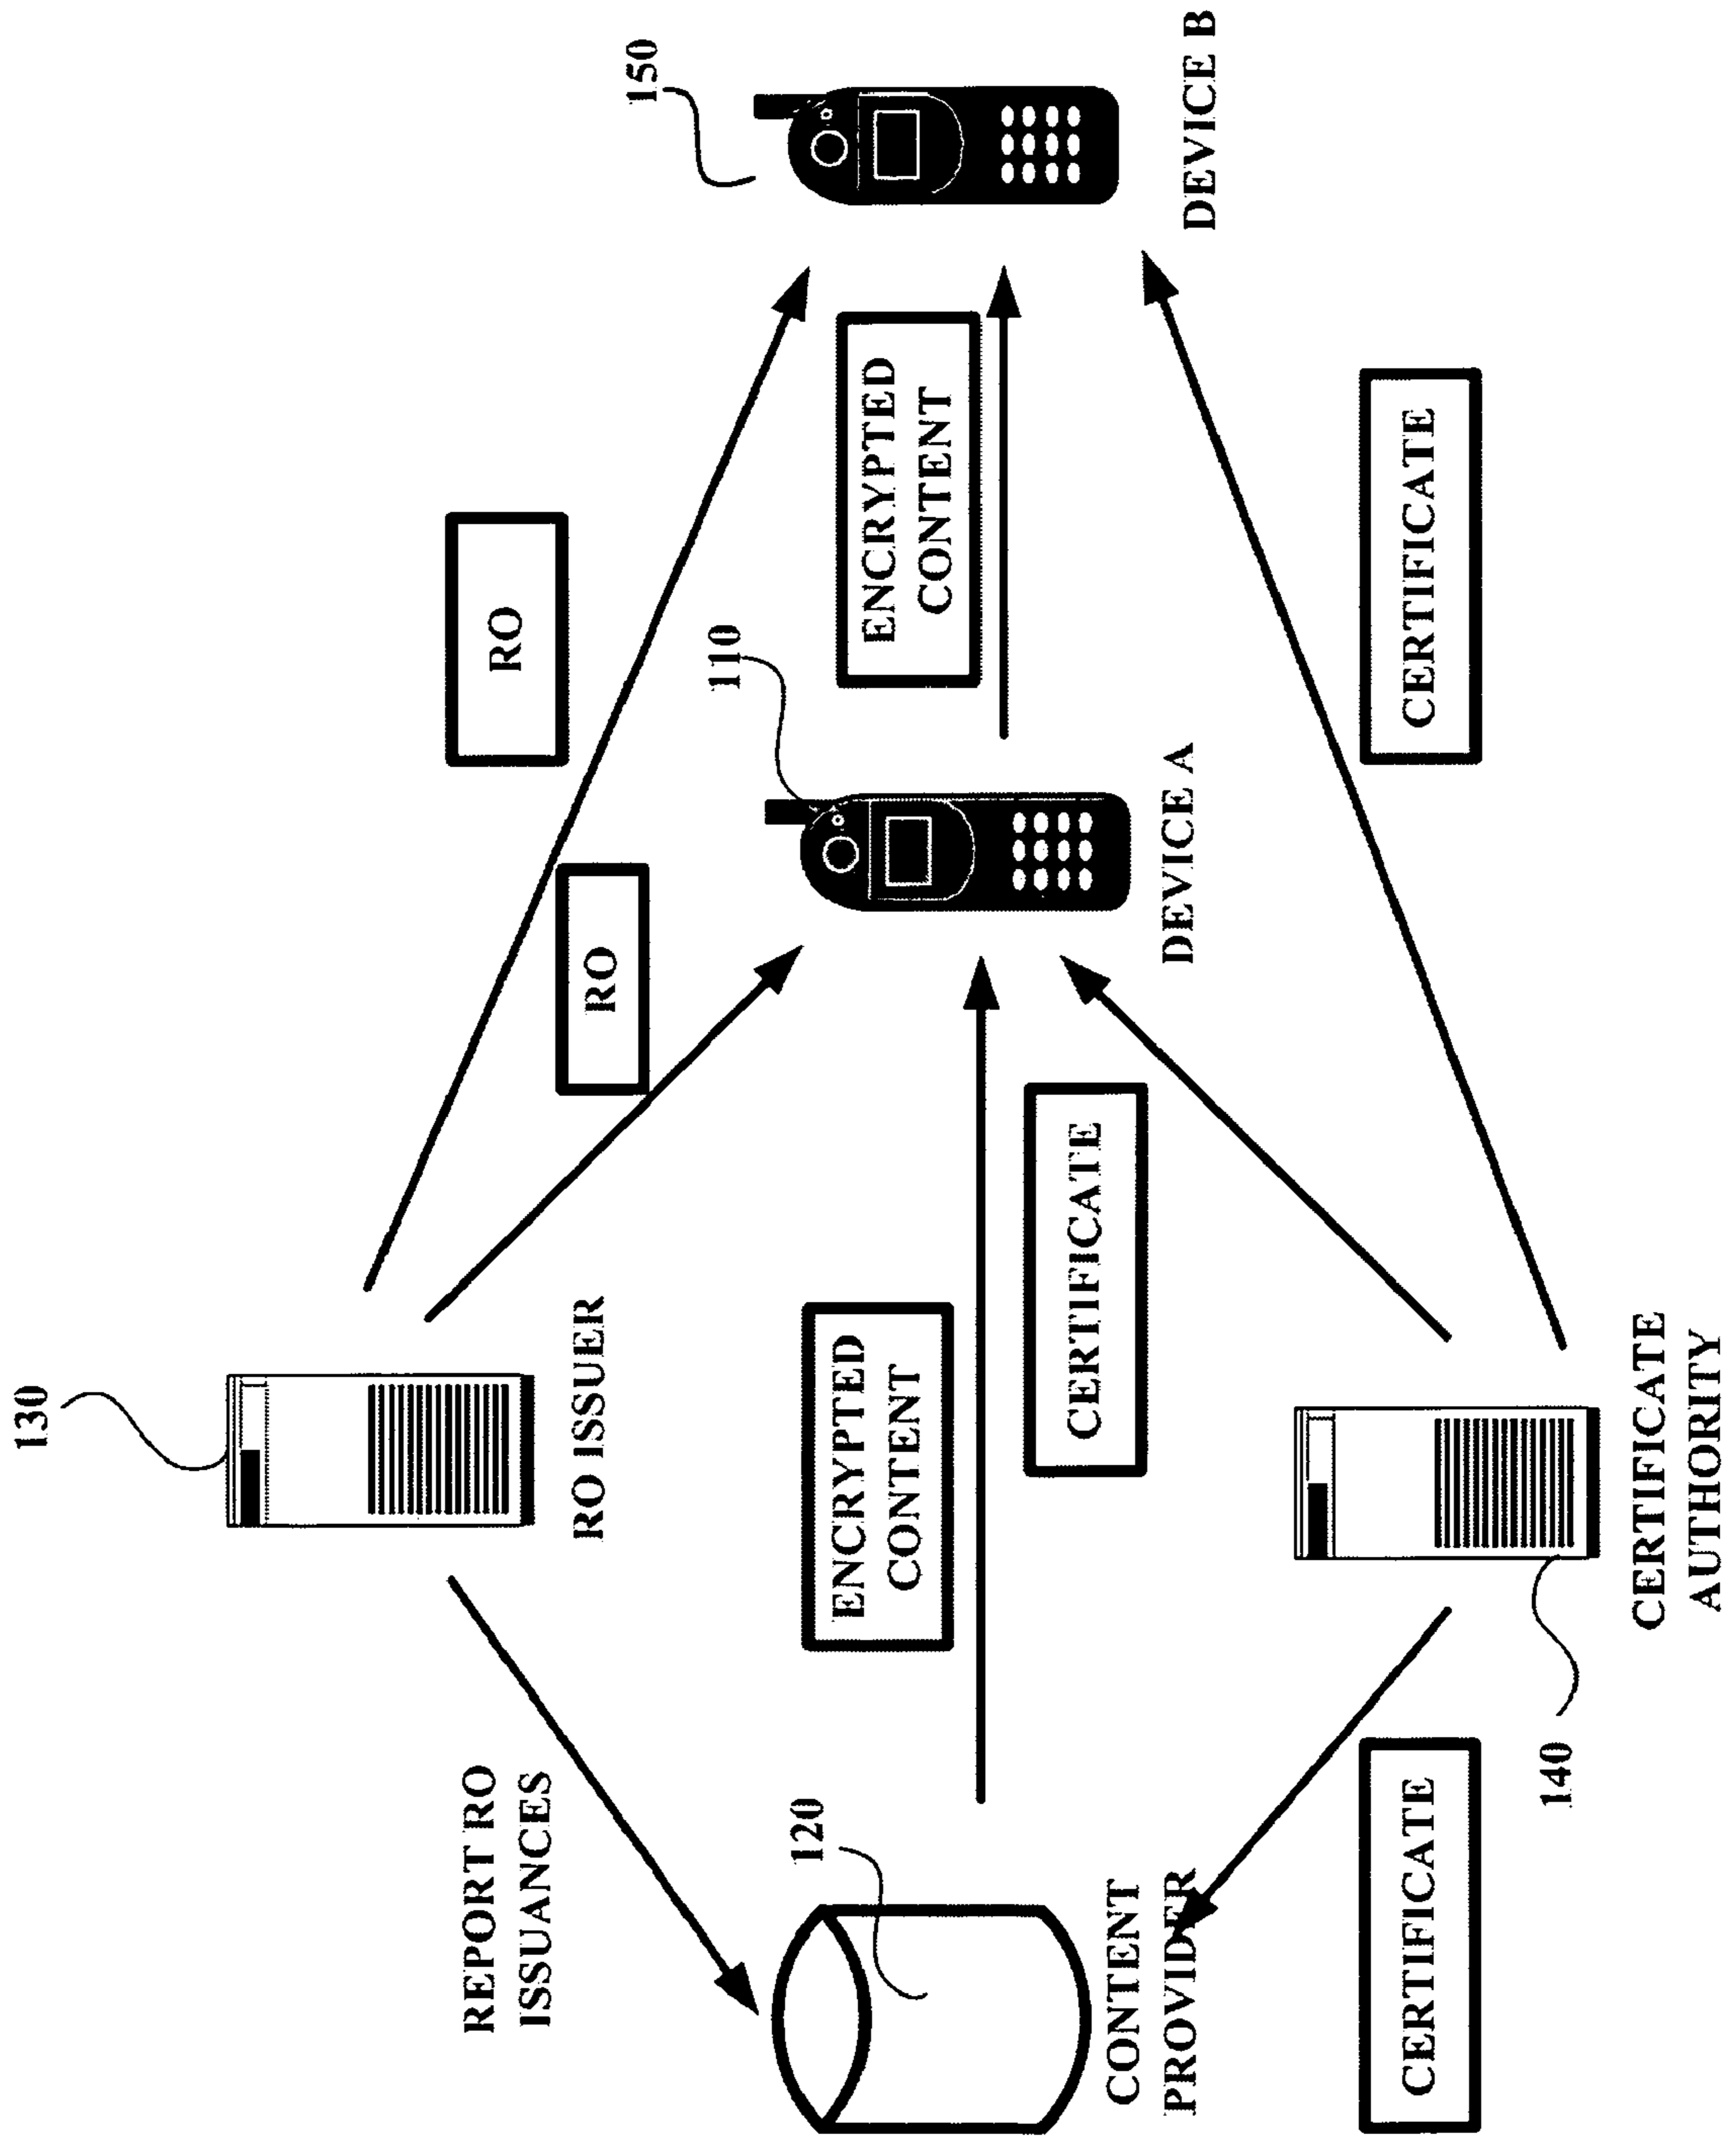 130
RO ISSUER
REPORT RO
ISSUANCES
RO
RO
150
110
DEVICE B
ENCRYPTED
CONTENT
DEVICE A
ENCRYPTED
CONTENT
120
CONTENT
PROVIDER
CERTIFICATE
CERTIFICATE
CERTIFICATE
140
CERTIFICATE
AUTHORITY